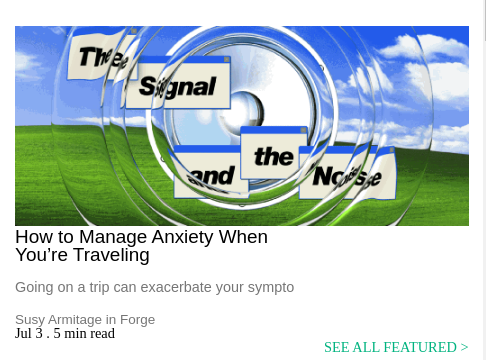 The
Signal
and
the
Noise
How to Manage Anxiety When
You’re Traveling
Going on a trip can exacerbate your sympto
Susy Armitage in Forge
Jul 3 . 5 min read
SEE ALL FEATURED >